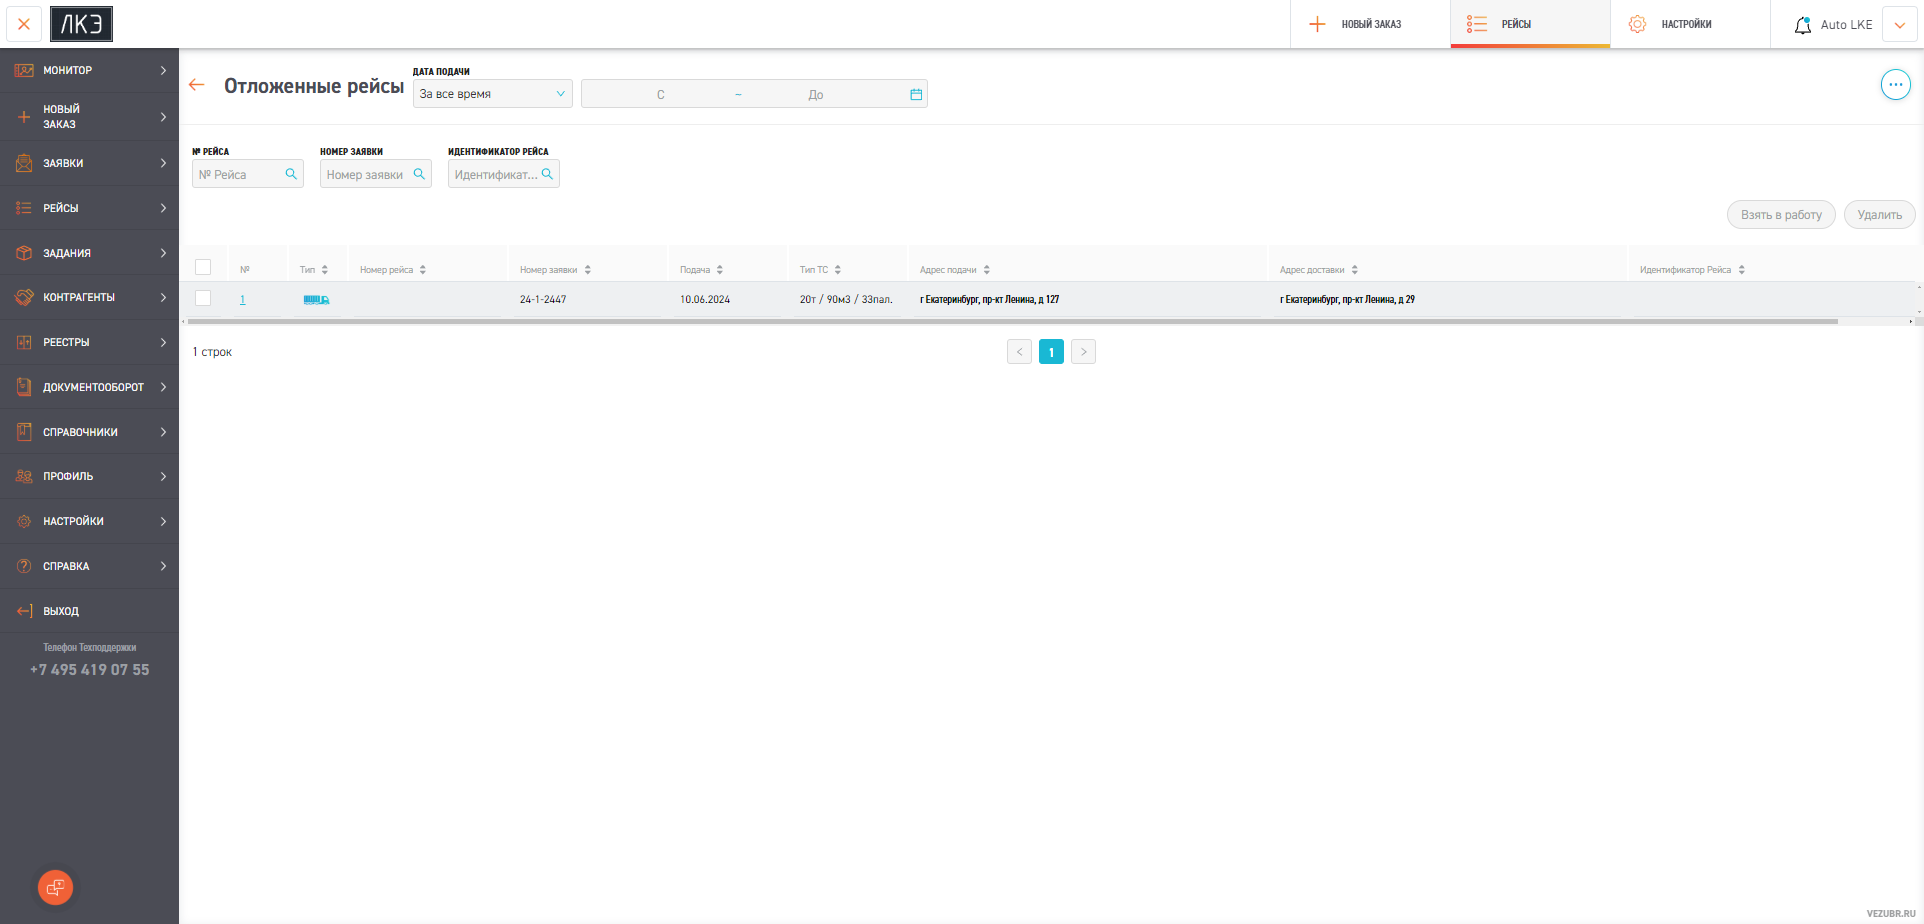 ЛКЭ
НОВЫЙ ЗАКАЗ
РЕЙСЫ
НАСТРОЙКИ
Auto LKE
МОНИТОР
НОВЫЙ
ЗАКАЗ
ЗАЯВКИ
РЕЙСЫ
ЗАДАНИЯ
КОНТРАГЕНТЫ
РЕЕСТРЫ
ДОКУМЕНТООБОРОТ
СПРАВОЧНИКИ
ПРОФИЛЬ
НАСТРОЙКИ
СПРАВКА
ВЫХОД
Телефон Техподдержки
+7 495 419 07 55
Отложенные рейсы
ДАТА ПОДАЧИ
За все время
С – До
№ РЕЙСА
НОМЕР ЗАЯВКИ
ИДЕНТИФИКАТОР РЕЙСА
№ Рейса
Номер заявки
Идентификат...
Взять в работу
Удалить
№ Тип Номер рейса Номер заявки Подача Тип ТС Адрес подачи Адрес доставки Идентификатор Рейса
1 24-1-2447 10.06.2024 20т / 90м3 / 33пал. г Екатеринбург, пр-кт Ленина, д 127 г Екатеринбург, пр-кт Ленина, д 29
1 строк
< 1 >
VEZUBR.RU